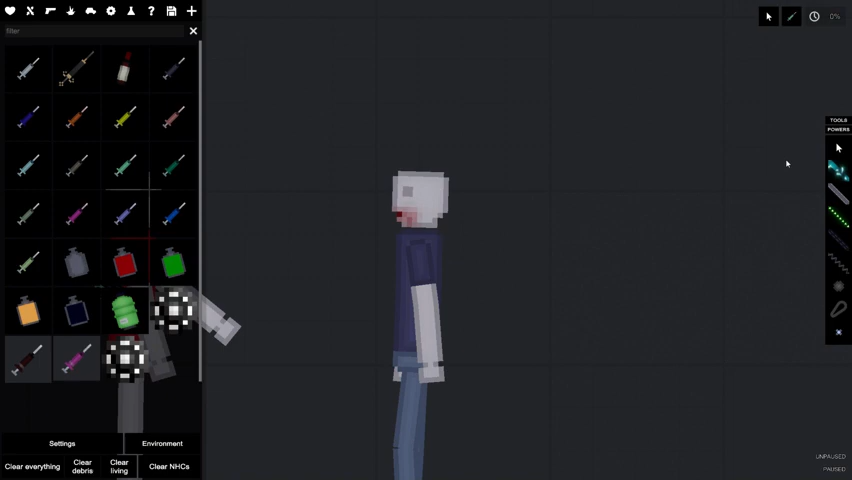 ?
0%
filter
TOOLS
POWERS
Settings
Environment
Clear everything
Clear debris
Clear living
Clear NHCs
UNPAUSED
PAUSED